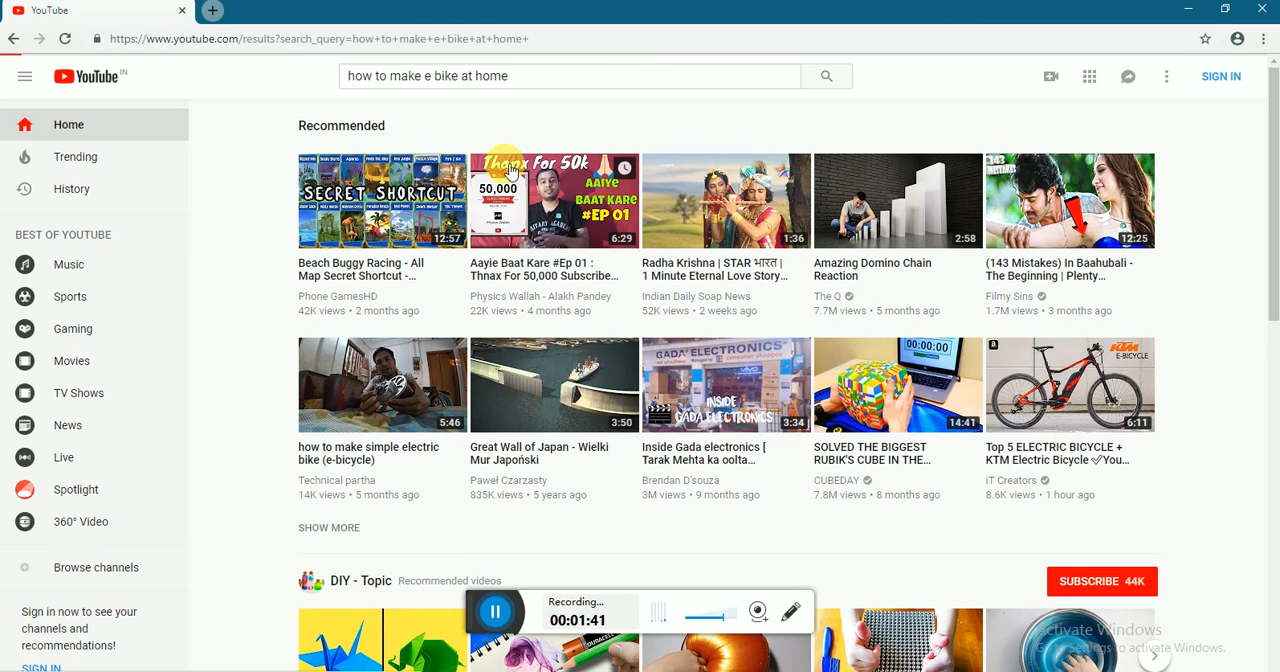 YouTube
https://www.youtube.com/results?search_query=how+to+make+e+bike+at+home+
YouTube IN
how to make e bike at home
SIGN IN
Home
Trending
History
BEST OF YOUTUBE
Music
Sports
Gaming
Movies
TV Shows
News
Live
Spotlight
360° Video
Browse channels
Sign in now to see your
channels and
recommendations!
SIGN IN
Recommended
SECRET SHORTCUT
12:57
Beach Buggy Racing - All
Map Secret Shortcut -...
Phone GamesHD
42K views • 2 months ago
Thanx For 50k
50,000
AAIYE
BAAT KARE
#EP 01
6:29
Aayie Baat Kare #Ep 01 :
Thnax For 50,000 Subscribe...
Physics Wallah - Alakh Pandey
22K views • 4 months ago
1:36
Radha Krishna | STAR भारत |
1 Minute Eternal Love Story...
Indian Daily Soap News
52K views • 2 weeks ago
2:58
Amazing Domino Chain
Reaction
The Q
7.7M views • 5 months ago
143
MISTAKES
12:25
(143 Mistakes) In Baahubali -
The Beginning | Plenty...
Filmy Sins
1.7M views • 3 months ago
5:46
how to make simple electric
bike (e-bicycle)
Technical partha
14K views • 5 months ago
3:50
Great Wall of Japan - Wielki
Mur Japoński
Paweł Czarzasty
835K views • 5 years ago
GADA ELECTRONICS
vivo
INSIDE
GADA ELECTRONICS
3:34
Inside Gada electronics [
Tarak Mehta ka oolta...
Brendan D'souza
3M views • 9 months ago
00:00:00
14:41
SOLVED THE BIGGEST
RUBIK'S CUBE IN THE...
CUBEDAY
7.8M views • 8 months ago
KTM
E-BICYCLE
6:11
Top 5 ELECTRIC BICYCLE +
KTM Electric Bicycle ✅You...
iT Creators
8.6K views • 1 hour ago
SHOW MORE
DIY - Topic Recommended videos
SUBSCRIBE 44K
DURACELL
Recording...
00:01:41
Activate Windows
Go to Settings to activate Windows.